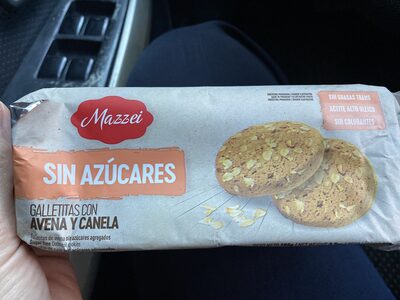 Mazzei
SIN AZÚCARES
GALLETITAS CON
AVENA Y CANELA
SIN GRASAS TRANS
ACEITE ALTO OLEICO
SIN COLORANTES